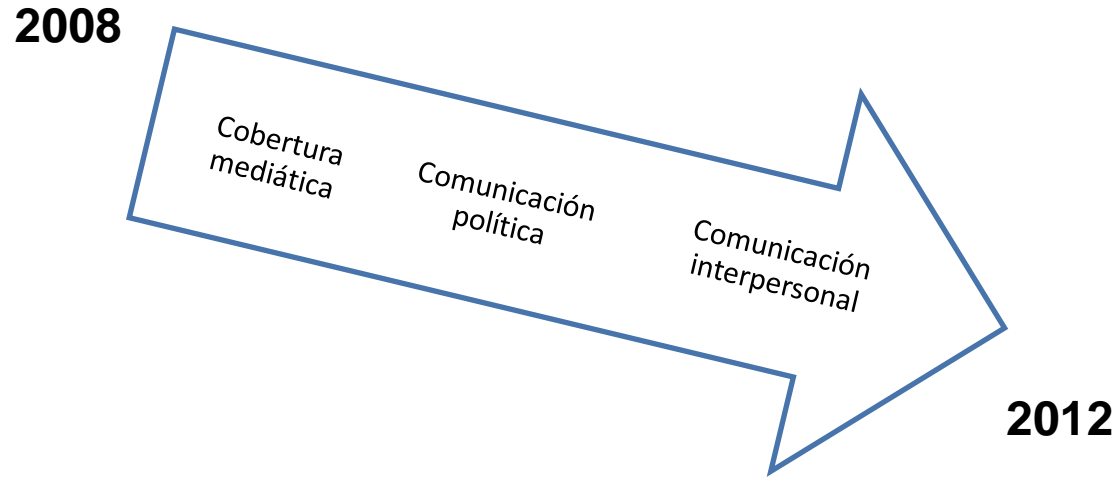 2008
Cobertura
mediática
Comunicación
política
Comunicación
interpersonal
2012